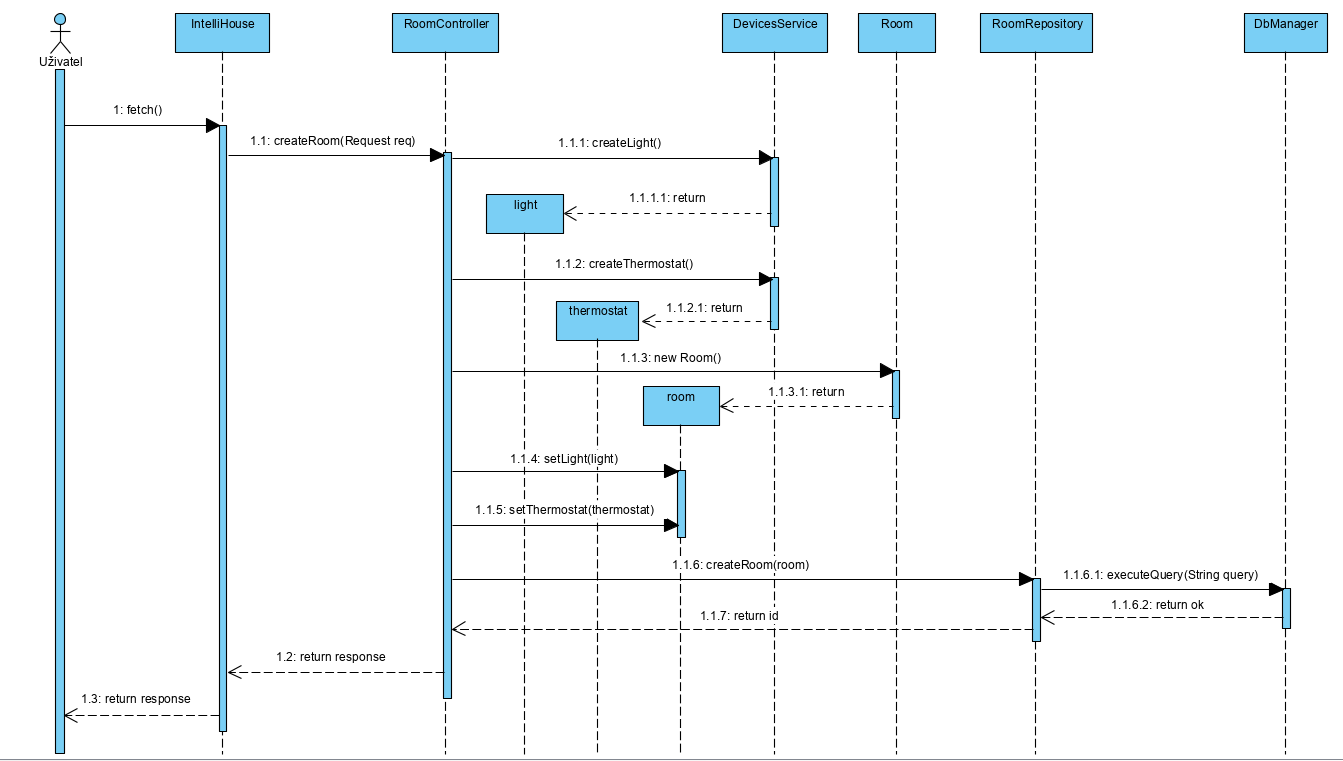 IntelliHouse
RoomController
DevicesService
Room
RoomRepository
DbManager
Uživatel
1: fetch()
1.1: createRoom(Request req)
1.1.1: createLight()
1.1.1.1: return
light
1.1.2: createThermostat()
1.1.2.1: return
thermostat
1.1.3: new Room()
1.1.3.1: return
room
1.1.4: setLight(light)
1.1.5: setThermostat(thermostat)
1.1.6: createRoom(room)
1.1.6.1: executeQuery(String query)
1.1.6.2: return ok
1.1.7: return id
1.2: return response
1.3: return response